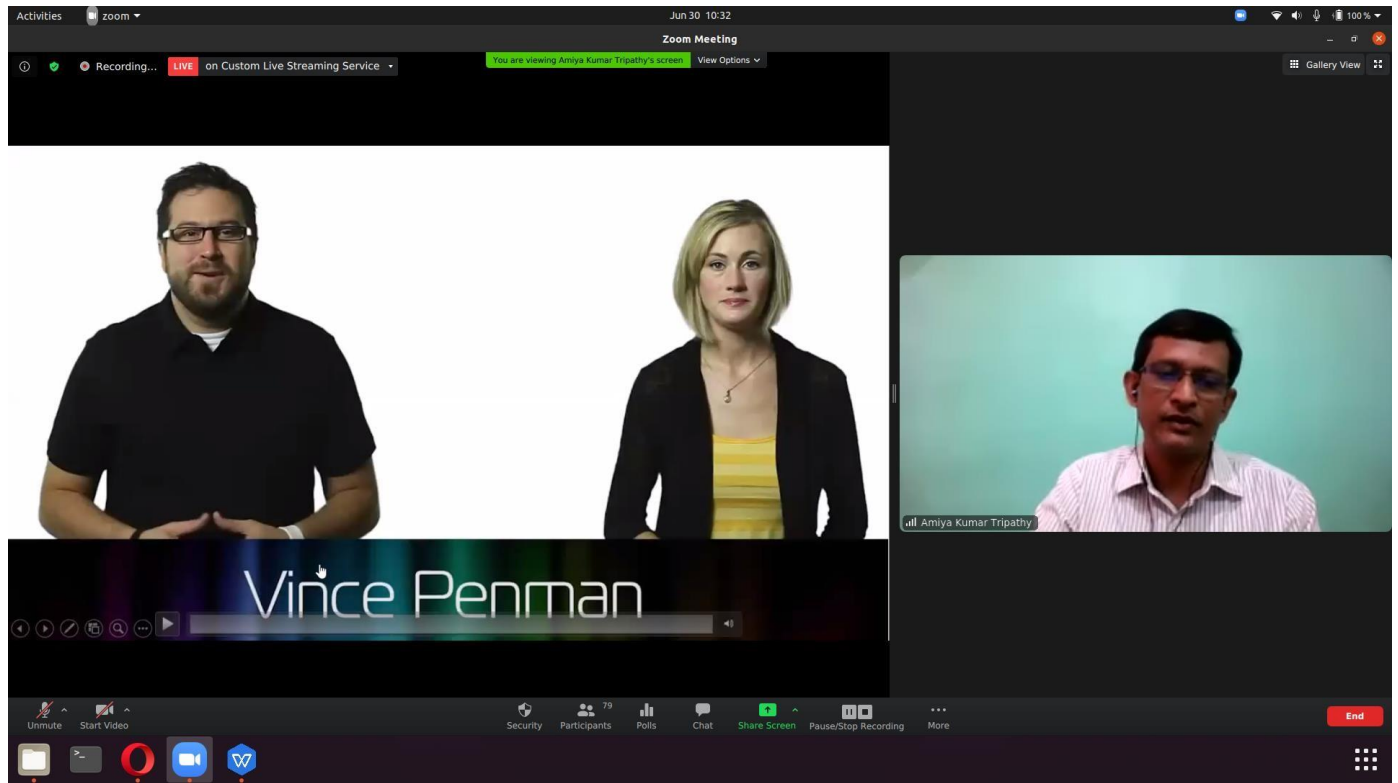 Activities
zoom
Jun 30 10:32
100 %
Zoom Meeting
Recording...
LIVE
on Custom Live Streaming Service
You are viewing Amiya Kumar Tripathy's screen
View Options
Gallery View
Vince Penman
Amiya Kumar Tripathy
Unmute
Start Video
Security
Participants
79
Polls
Chat
Share Screen
Pause/Stop Recording
More
End